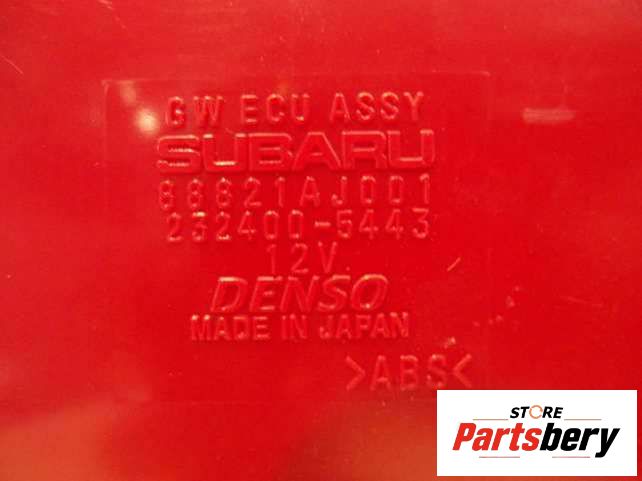 GW ECU ASSY
SUBARU
88821AJ001
232400-5443
12V
DENSO
MADE IN JAPAN
>ABS<
STORE
Partsbery